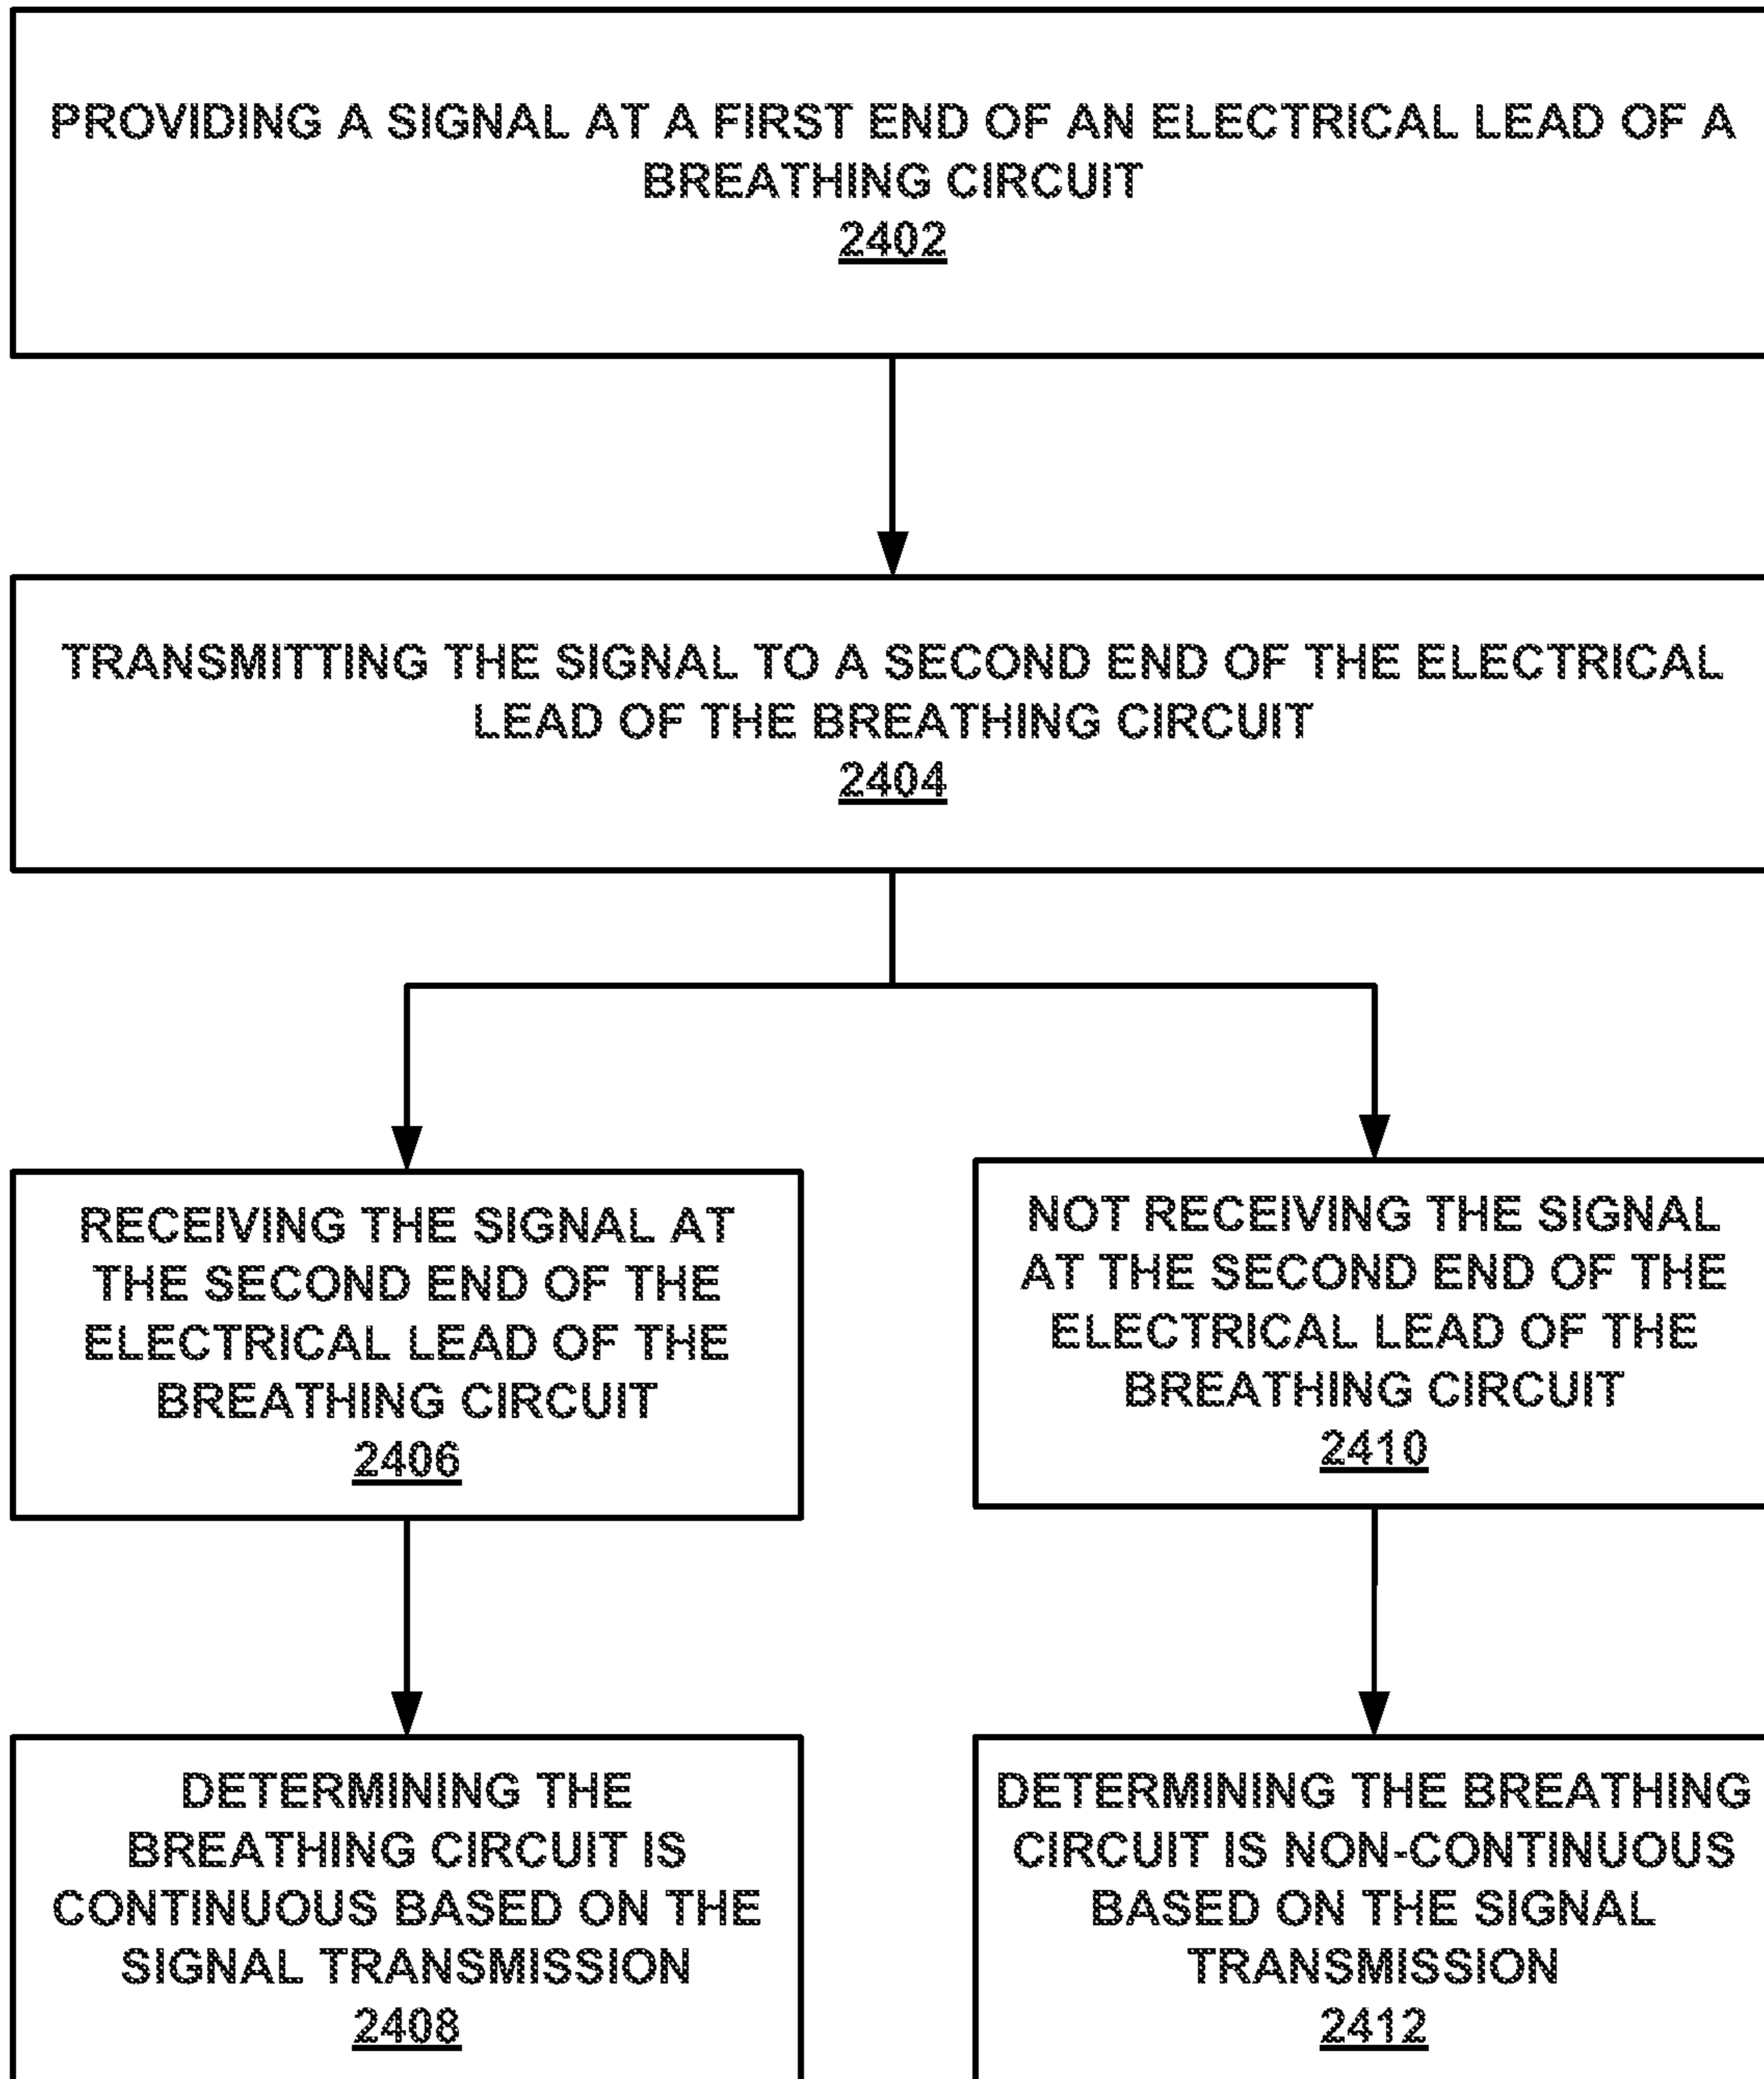 PROVIDING A SIGNAL AT A FIRST END OF AN ELECTRICAL LEAD OF A
BREATHING CIRCUIT
2402
TRANSMITTING THE SIGNAL TO A SECOND END OF THE ELECTRICAL
LEAD OF THE BREATHING CIRCUIT
2404
RECEIVING THE SIGNAL AT
THE SECOND END OF THE
ELECTRICAL LEAD OF THE
BREATHING CIRCUIT
2406
NOT RECEIVING THE SIGNAL
AT THE SECOND END OF THE
ELECTRICAL LEAD OF THE
BREATHING CIRCUIT
2410
DETERMINING THE
BREATHING CIRCUIT IS
CONTINUOUS BASED ON THE
SIGNAL TRANSMISSION
2408
DETERMINING THE BREATHING
CIRCUIT IS NON-CONTINUOUS
BASED ON THE SIGNAL
TRANSMISSION
2412